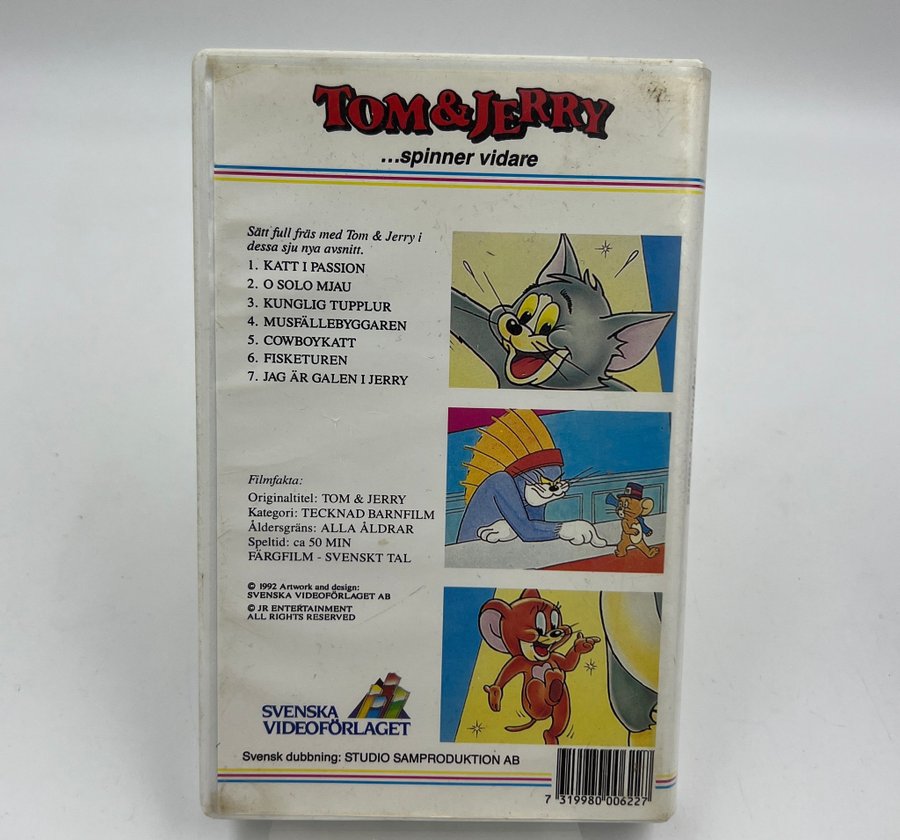 TOM & JERRY
...spinner vidare
Sätt full fräs med Tom & Jerry i
dessa sju nya avsnitt.
1. KATT I PASSION
2. O SOLO MJAU
3. KUNGLIG TUPPLUR
4. MUSFÄLLEBYGGAREN
5. COWBOYKATT
6. FISKETUREN
7. JAG ÄR GALEN I JERRY
Filmfakta:
Originaltitel: TOM & JERRY
Kategori: TECKNAD BARNFILM
Åldersgräns: ALLA ÅLDRAR
Speltid: ca 50 MIN
FÄRGFILM - SVENSKT TAL
© 1992 Artwork and design:
SVENSKA VIDEOFÖRLAGET AB
© JR ENTERTAINMENT
ALL RIGHTS RESERVED
SVENSKA
VIDEOFÖRLAGET
Svensk dubbning: STUDIO SAMPRODUKTION AB
7 319980 006227